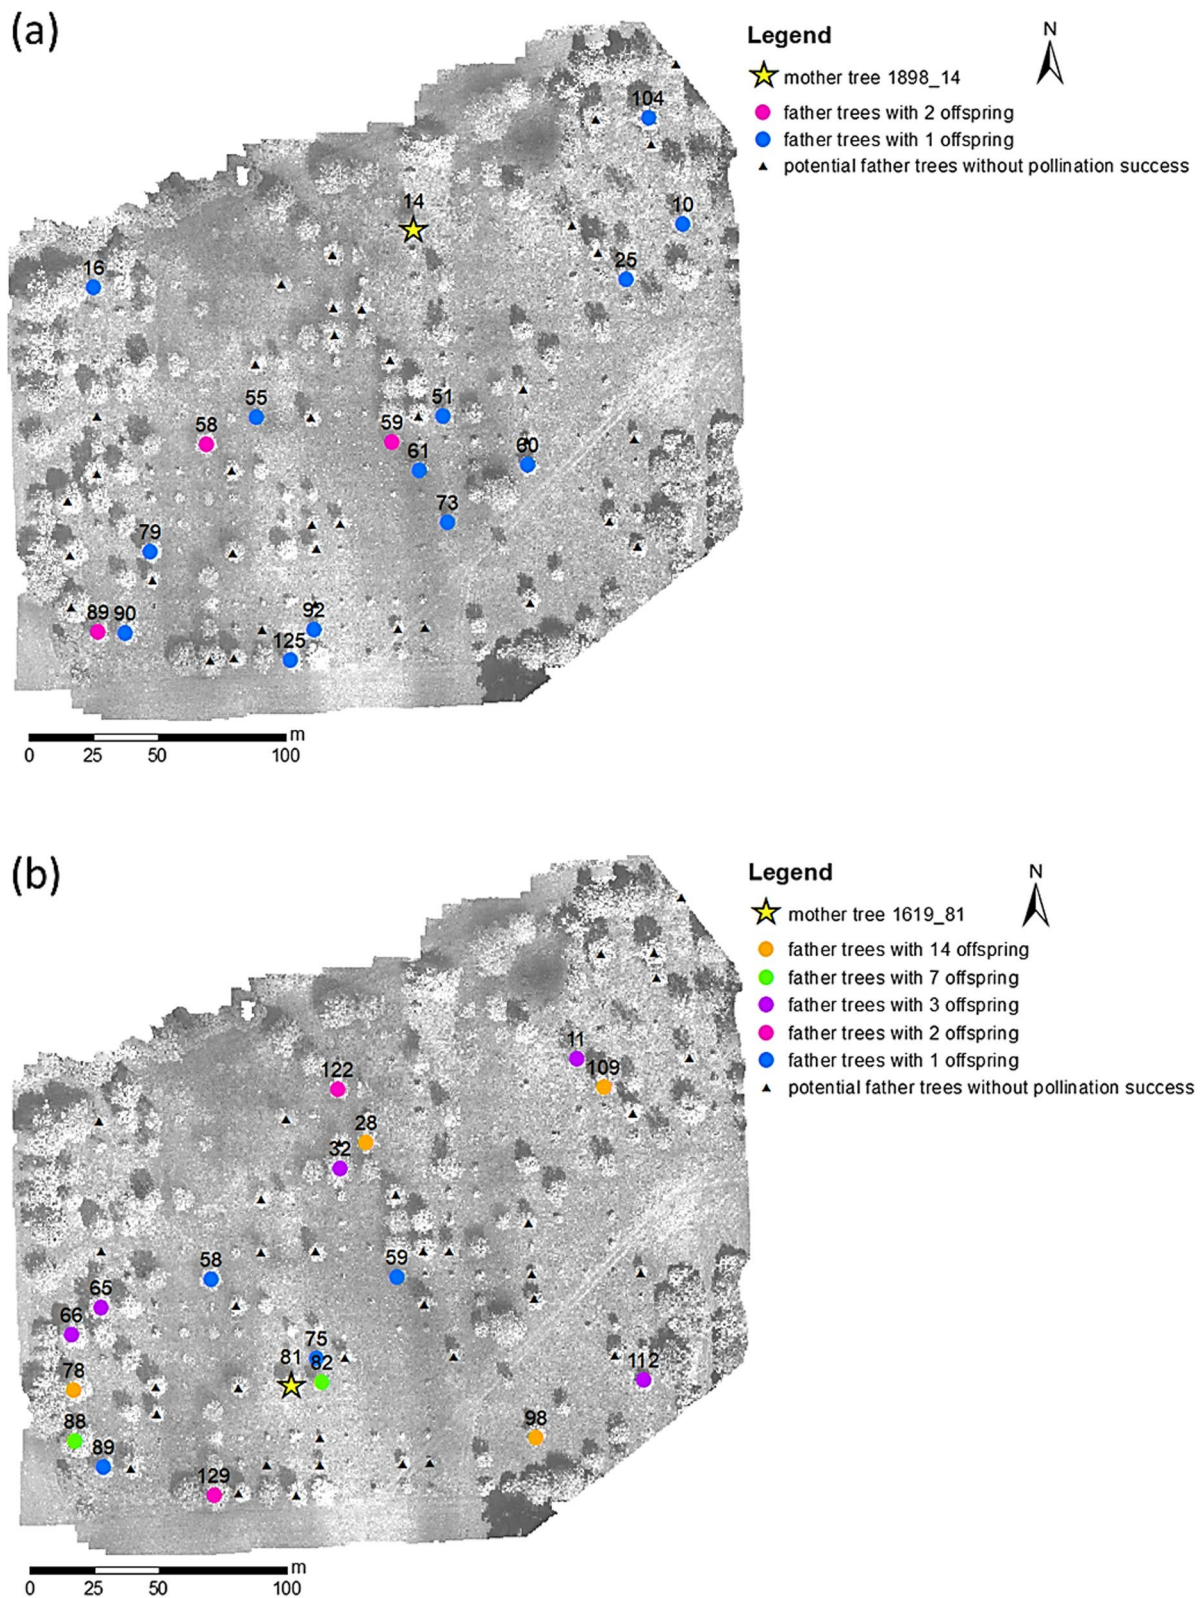 (a)
Legend
N
mother tree 1898_14
father trees with 2 offspring
father trees with 1 offspring
potential father trees without pollination success
104
14
10
25
16
55
51
58
59
60
61
73
79
89 90
92
125
m
0 25 50 100
(b)
Legend
N
mother tree 1619_81
father trees with 14 offspring
father trees with 7 offspring
father trees with 3 offspring
father trees with 2 offspring
father trees with 1 offspring
potential father trees without pollination success
11
109
122
28
32
58
59
65
66
75
81
82
112
78
98
88
89
129
m
0 25 50 100